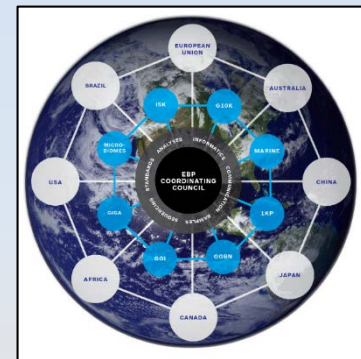 EUROPEAN
UNION
BRAZIL
AUSTRALIA
I5K
G10K
MICRO-
BIOMES
MARINE
STANDARDS ANALYSES INFORMATICS COMMUNICATION SAMPLES SEQUENCING
EBP
COORDINATING
COUNCIL
USA
CHINA
GIGA
1KP
GGI
GGBN
AFRICA
JAPAN
CANADA